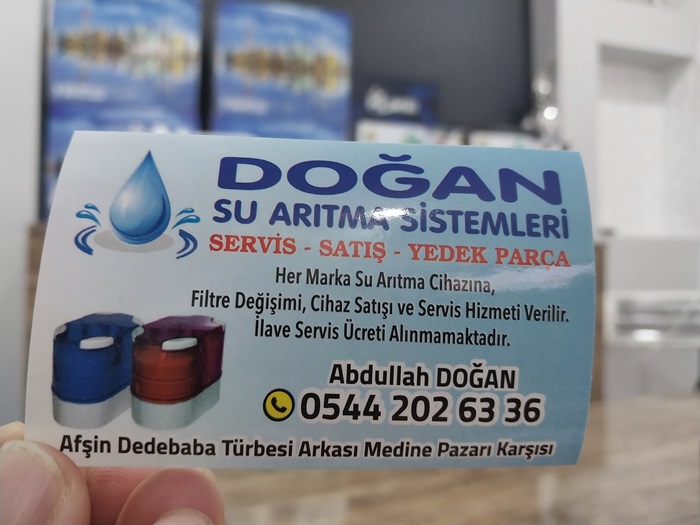 DOĞAN
SU ARITMA SİSTEMLERİ
SERVİS - SATIŞ - YEDEK PARÇA
Her Marka Su Arıtma Cihazına,
Filtre Değişimi, Cihaz Satışı ve Servis Hizmeti Verilir.
İlave Servis Ücreti Alınmamaktadır.
Abdullah DOĞAN
0544 202 63 36
Afşin Dedebaba Türbesi Arkası Medine Pazarı Karşısı